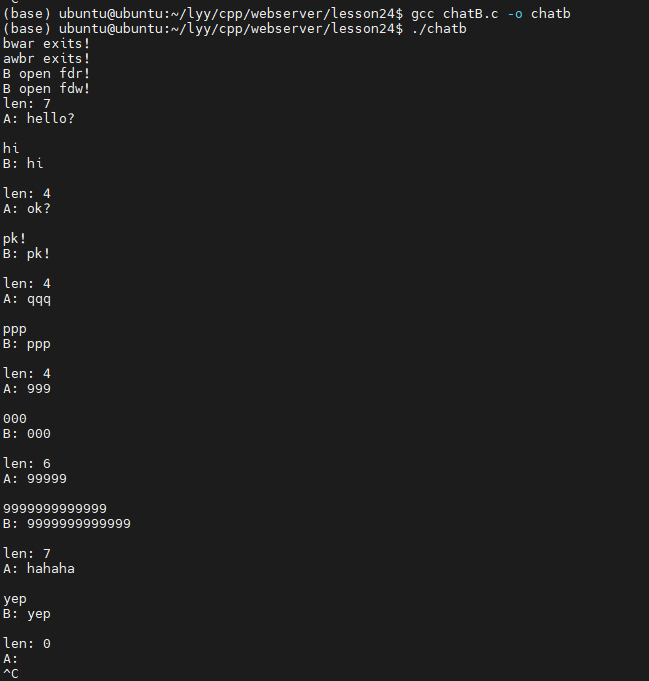 (base) ubuntu@ubuntu:~/lyy/cpp/webserver/lesson24$ gcc chatB.c -o chatb
(base) ubuntu@ubuntu:~/lyy/cpp/webserver/lesson24$ ./chatb
bwar exits!
awbr exits!
B open fdr!
B open fdw!
len: 7
A: hello?
hi
B: hi
len: 4
A: ok?
pk!
B: pk!
len: 4
A: qqq
ppp
B: ppp
len: 4
A: 999
000
B: 000
len: 6
A: 99999
9999999999999
B: 9999999999999
len: 7
A: hahaha
yep
B: yep
len: 0
A:
^C